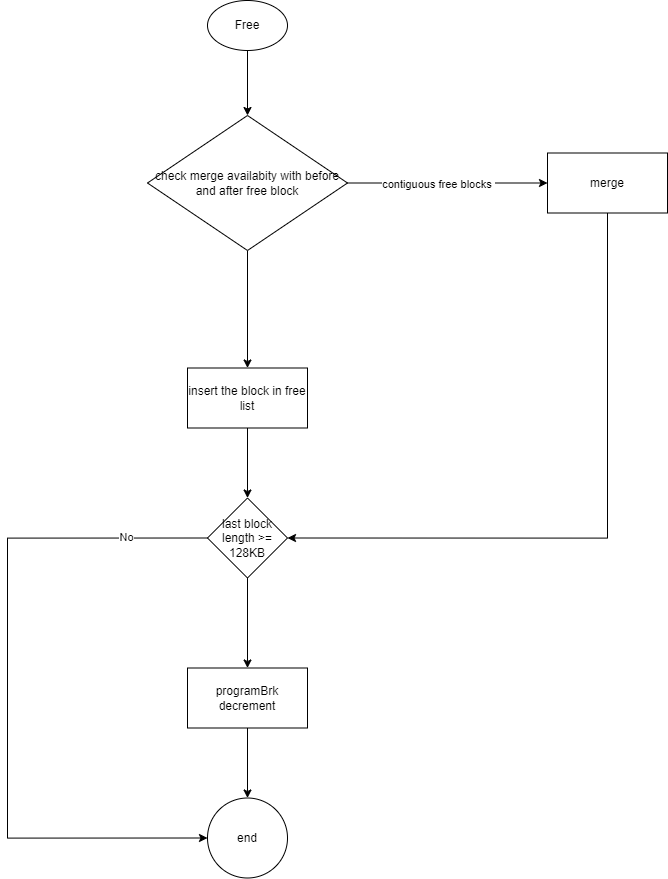 Free
check merge availabity with before
and after free block
contiguous free blocks
merge
insert the block in free
list
last block
length >=
128KB
No
programBrk
decrement
end